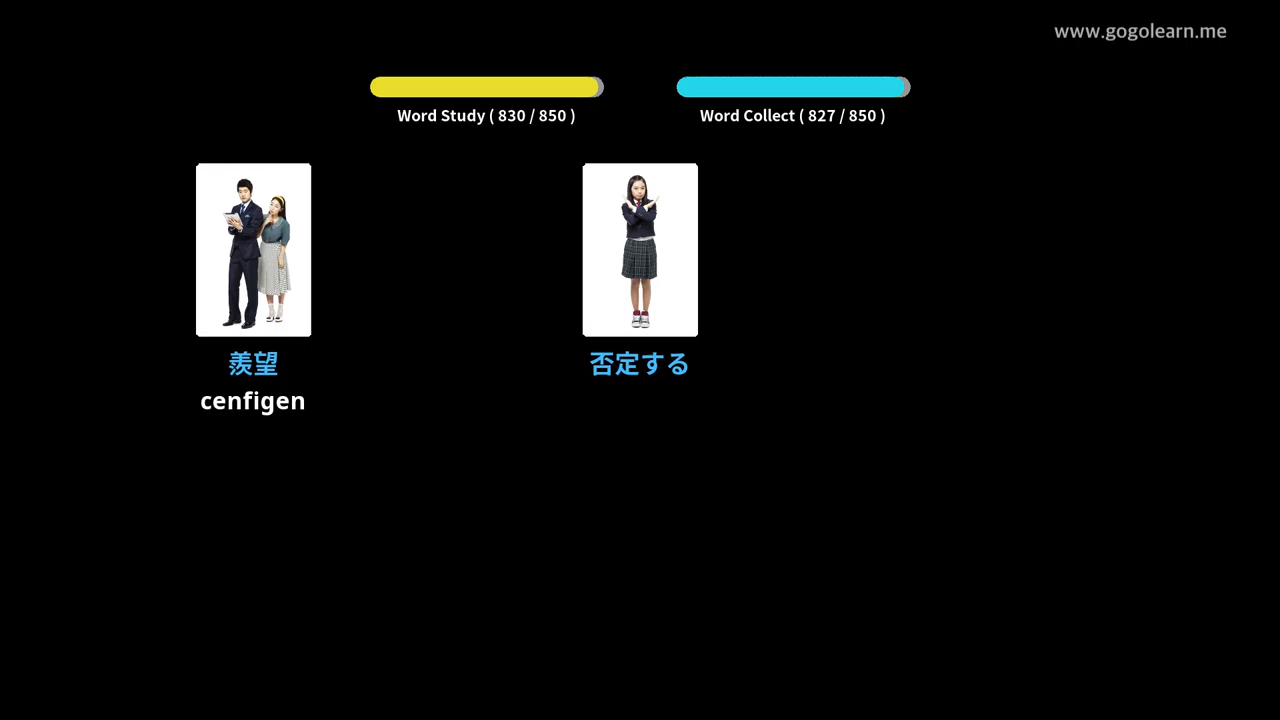 www.gogolearn.me
Word Study ( 830 / 850 )
Word Collect ( 827 / 850 )
羨望
cenfigen
否定する